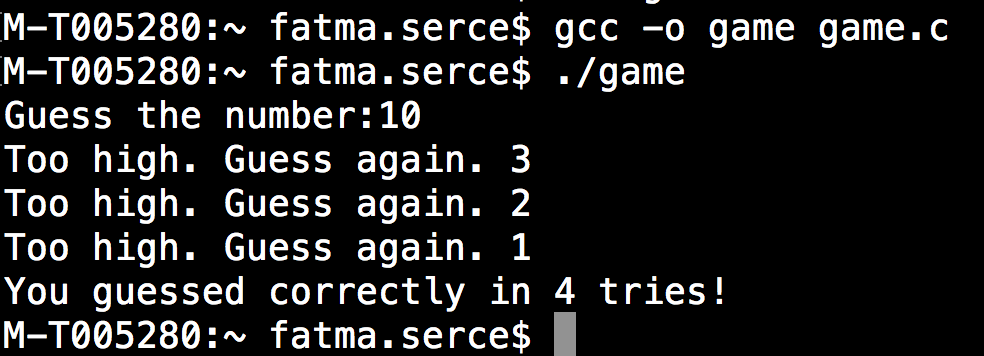 M-T005280:~ fatma.serce$ gcc -o game game.c
M-T005280:~ fatma.serce$ ./game
Guess the number:10
Too high. Guess again. 3
Too high. Guess again. 2
Too high. Guess again. 1
You guessed correctly in 4 tries!
M-T005280:~ fatma.serce$